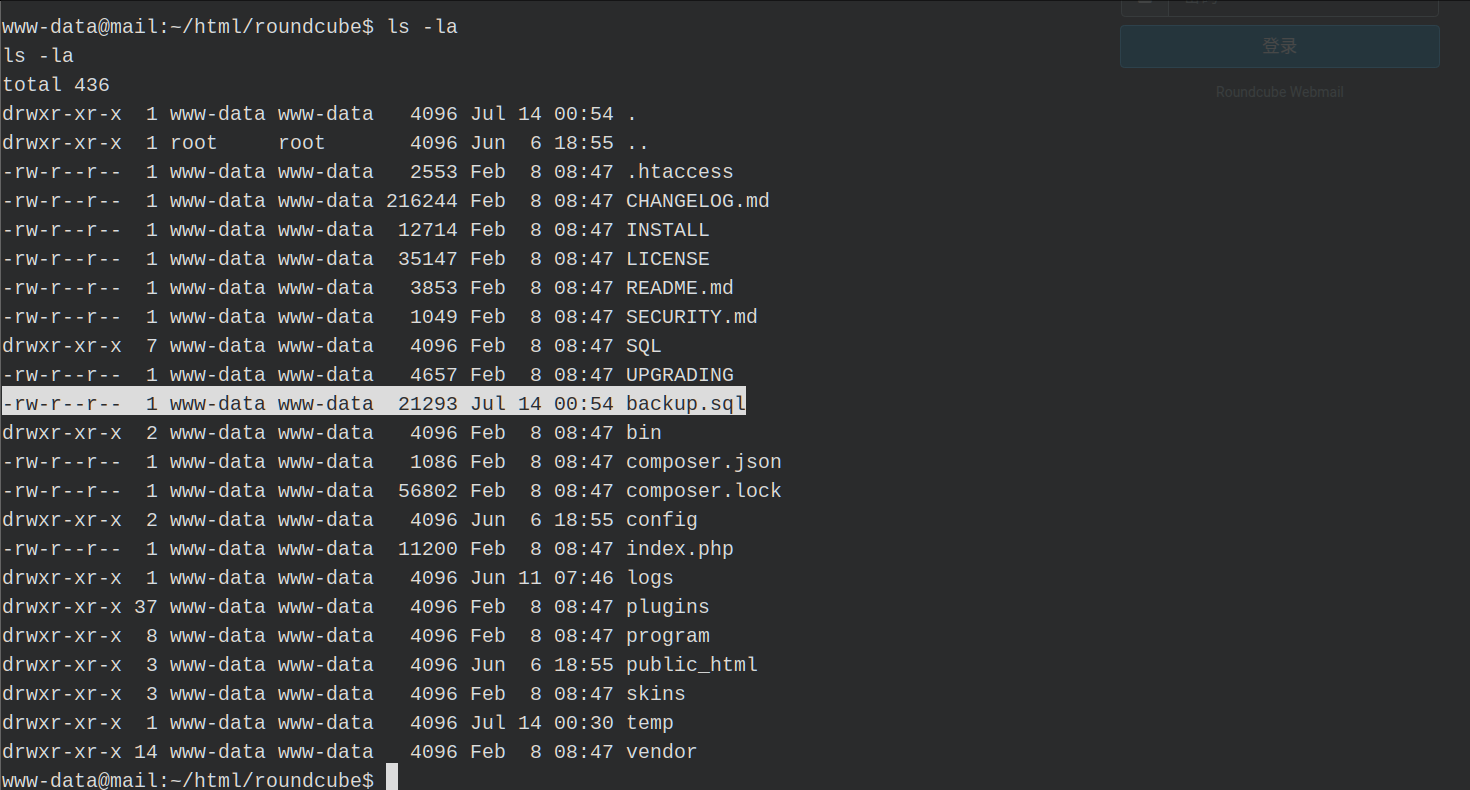 www-data@mail:~/html/roundcube$ ls -la
ls -la
total 436
drwxr-xr-x  1 www-data www-data   4096 Jul 14 00:54 .
drwxr-xr-x  1 root     root       4096 Jun  6 18:55 ..
-rw-r--r--  1 www-data www-data   2553 Feb  8 08:47 .htaccess
-rw-r--r--  1 www-data www-data 216244 Feb  8 08:47 CHANGELOG.md
-rw-r--r--  1 www-data www-data  12714 Feb  8 08:47 INSTALL
-rw-r--r--  1 www-data www-data  35147 Feb  8 08:47 LICENSE
-rw-r--r--  1 www-data www-data   3853 Feb  8 08:47 README.md
-rw-r--r--  1 www-data www-data   1049 Feb  8 08:47 SECURITY.md
drwxr-xr-x  7 www-data www-data   4096 Feb  8 08:47 SQL
-rw-r--r--  1 www-data www-data   4657 Feb  8 08:47 UPGRADING
-rw-r--r--  1 www-data www-data  21293 Jul 14 00:54 backup.sql
drwxr-xr-x  2 www-data www-data   4096 Feb  8 08:47 bin
-rw-r--r--  1 www-data www-data   1086 Feb  8 08:47 composer.json
-rw-r--r--  1 www-data www-data  56802 Feb  8 08:47 composer.lock
drwxr-xr-x  2 www-data www-data   4096 Jun  6 18:55 config
-rw-r--r--  1 www-data www-data  11200 Feb  8 08:47 index.php
drwxr-xr-x  1 www-data www-data   4096 Jun 11 07:46 logs
drwxr-xr-x 37 www-data www-data   4096 Feb  8 08:47 plugins
drwxr-xr-x  8 www-data www-data   4096 Feb  8 08:47 program
drwxr-xr-x  3 www-data www-data   4096 Jun  6 18:55 public_html
drwxr-xr-x  3 www-data www-data   4096 Feb  8 08:47 skins
drwxr-xr-x  1 www-data www-data   4096 Jul 14 00:30 temp
drwxr-xr-x 14 www-data www-data   4096 Feb  8 08:47 vendor
www-data@mail:~/html/roundcube$
登录
Roundcube Webmail